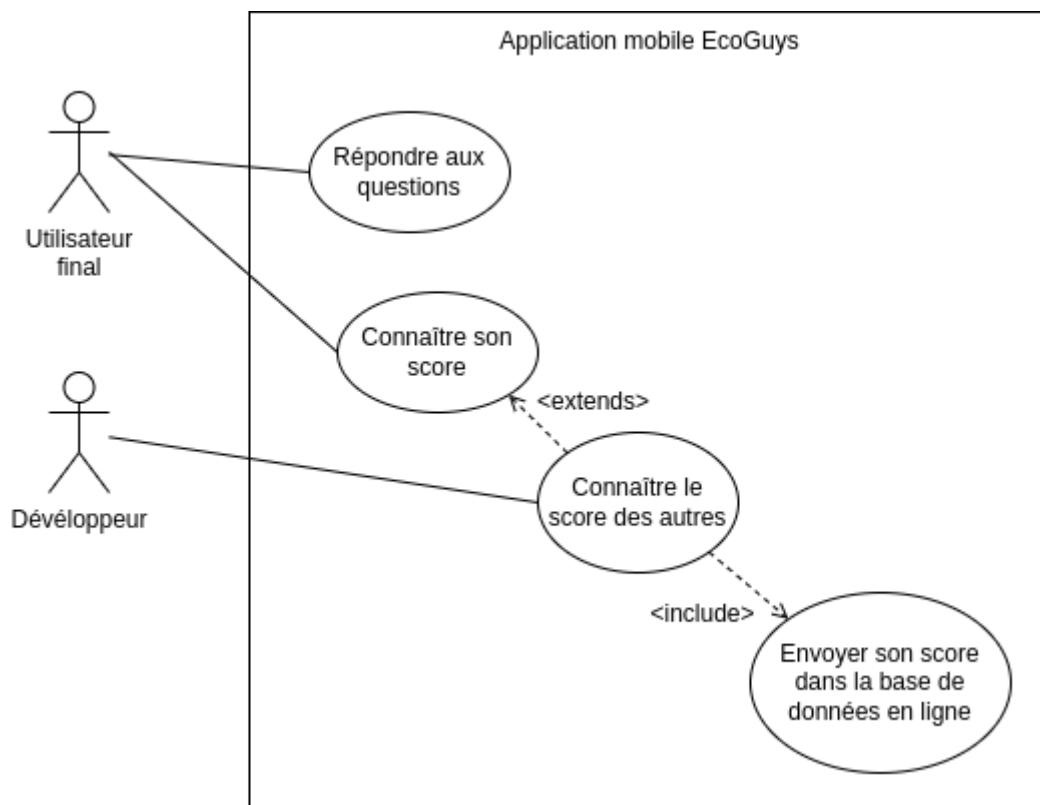 Application mobile EcoGuys
Répondre aux
questions
Utilisateur
final
Connaître son
score
<extends>
Connaître le
score des autres
Dévéloppeur
<include>
Envoyer son score
dans la base de
données en ligne